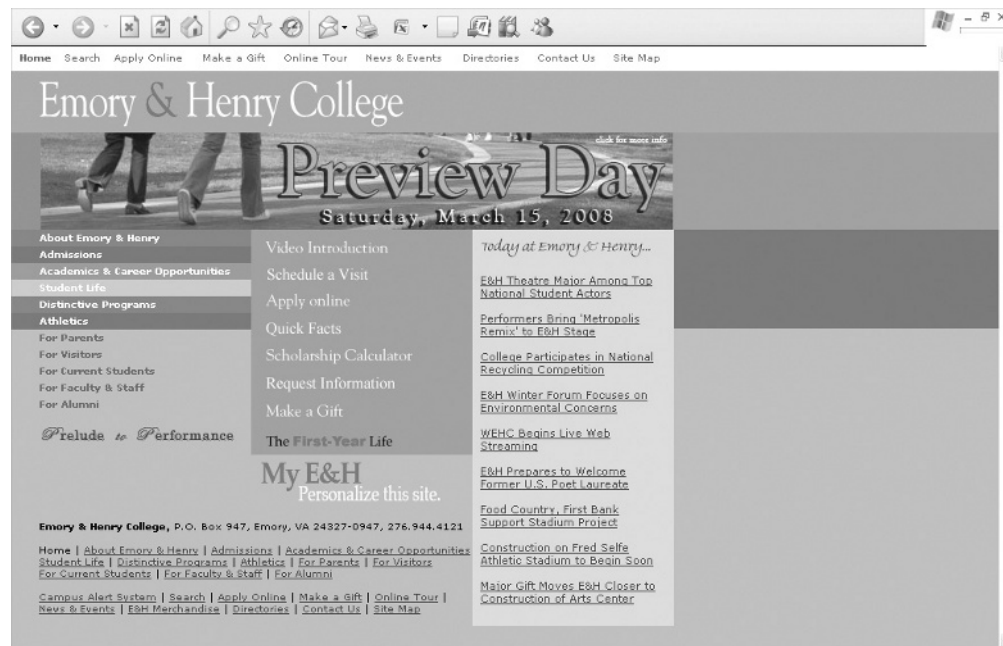 Home Search Apply Online Make a Gift Online Tour News & Events Directories Contact Us Site Map
Emory & Henry College
click for more info
Preview Day
Saturday, March 15, 2008
About Emory & Henry
Admissions
Academics & Career Opportunities
Student Life
Distinctive Programs
Athletics
For Parents
For Visitors
For Current Students
For Faculty & Staff
For Alumni
Prelude to Performance
Video Introduction
Schedule a Visit
Apply online
Quick Facts
Scholarship Calculator
Request Information
Make a Gift
The First-Year Life
My E&H
Personalize this site.
Today at Emory & Henry...
E&H Theatre Major Among Top
National Student Actors
Performers Bring 'Metropolis
Remix' to E&H Stage
College Participates in National
Recycling Competition
E&H Winter Forum Focuses on
Environmental Concerns
WEHC Begins Live Web
Streaming
E&H Prepares to Welcome
Former U.S. Poet Laureate
Food Country, First Bank
Support Stadium Project
Construction on Fred Selfe
Athletic Stadium to Begin Soon
Major Gift Moves E&H Closer to
Construction of Arts Center
Emory & Henry College, P.O. Box 947, Emory, VA 24327-0947, 276.944.4121
Home | About Emory & Henry | Admissions | Academics & Career Opportunities
Student Life | Distinctive Programs | Athletics | For Parents | For Visitors
For Current Students | For Faculty & Staff | For Alumni
Campus Alert System | Search | Apply Online | Make a Gift | Online Tour |
News & Events | E&H Merchandise | Directories | Contact Us | Site Map